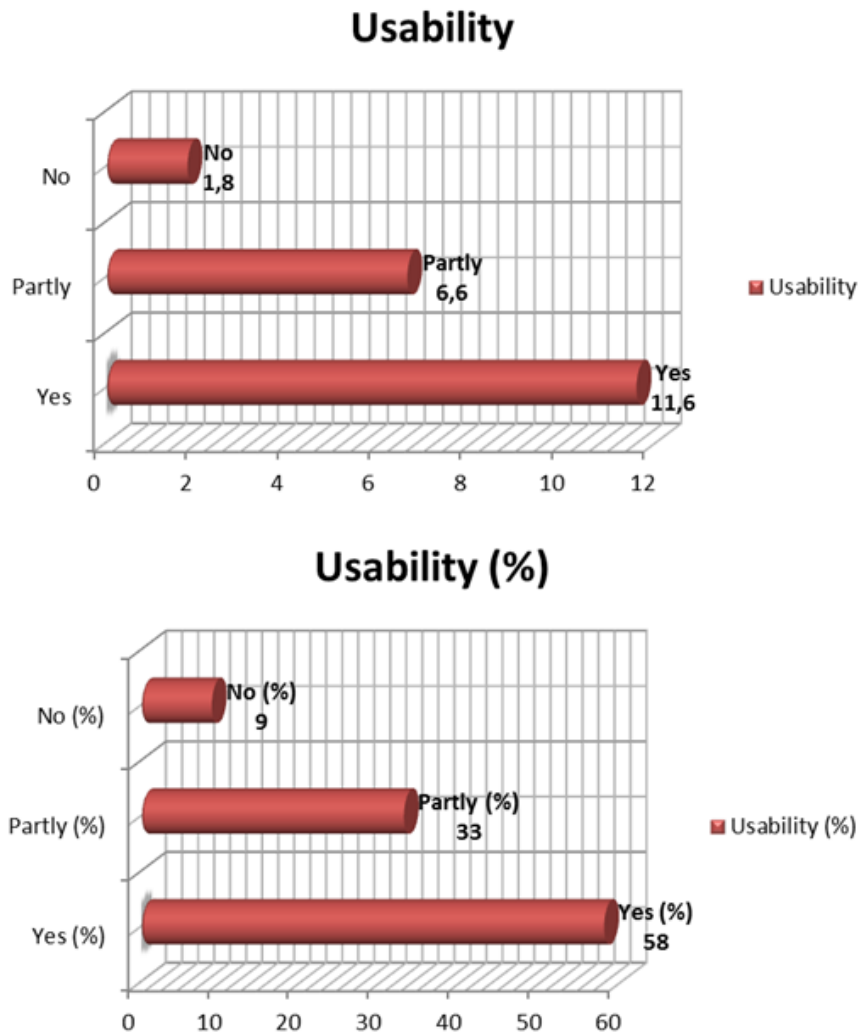 Usability
No
No
1,8
Partly
Partly
6,6
Usability
Yes
Yes
11,6
0 2 4 6 8 10 12
Usability (%)
No (%)
No (%)
9
Partly (%)
Partly (%)
33
Usability (%)
Yes (%)
Yes (%)
58
0 10 20 30 40 50 60